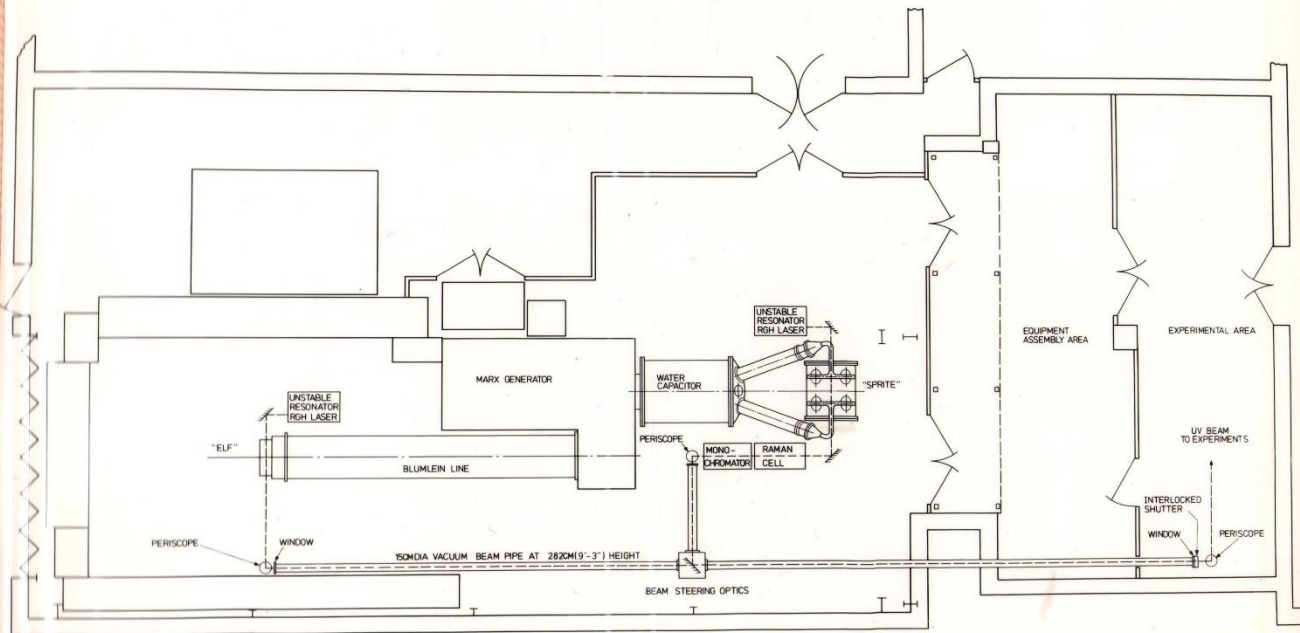 UNSTABLE
RESONATOR
RGH LASER
EQUIPMENT
ASSEMBLY AREA
EXPERIMENTAL AREA
MARX GENERATOR
WATER
CAPACITOR
"SPRITE"
UNSTABLE
RESONATOR
RGH LASER
"ELF"
BLUMLEIN LINE
PERISCOPE
MONO-
CHROMATOR
RAMAN
CELL
UV BEAM
TO EXPERIMENTS
INTERLOCKED
SHUTTER
WINDOW
PERISCOPE
PERISCOPE
WINDOW
150MDIA VACUUM BEAM PIPE AT 282CM(9'-3") HEIGHT
BEAM STEERING OPTICS